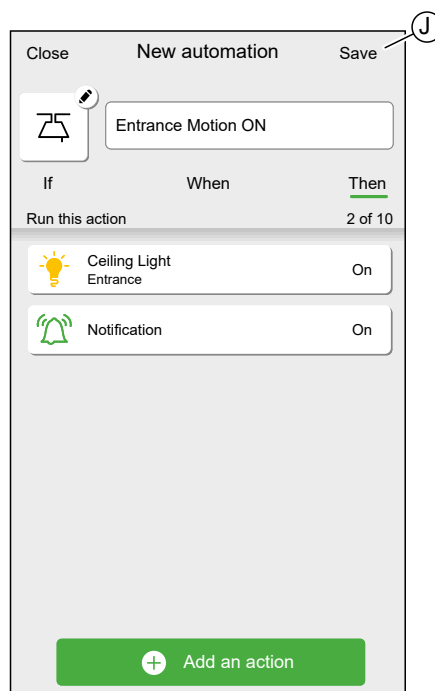 J
Close New automation Save
Entrance Motion ON
If When Then
Run this action 2 of 10
Ceiling Light
Entrance
On
Notification On
Add an action